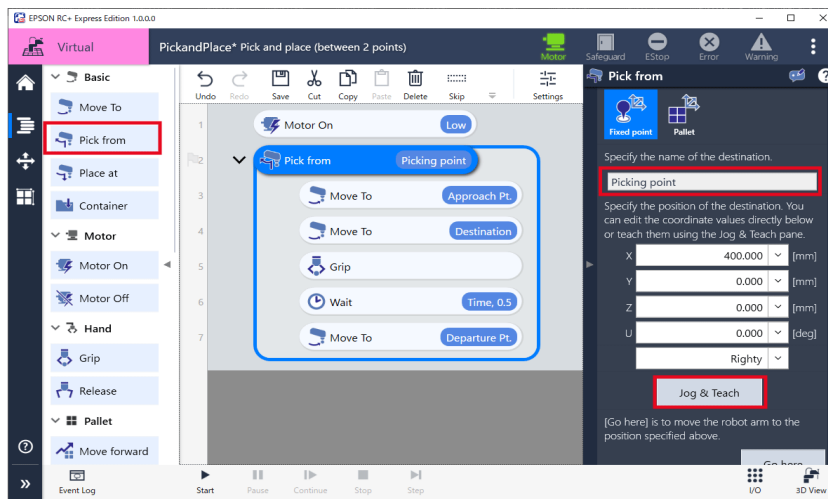 EPSON RC+ Express Edition 1.0.0.0
Virtual
PickandPlace* Pick and place (between 2 points)
Motor
Safeguard
EStop
Error
Warning
Basic
Move To
Pick from
Place at
Container
Motor
Motor On
Motor Off
Hand
Grip
Release
Pallet
Move forward
Undo
Redo
Save
Cut
Copy
Paste
Delete
Skip
Settings
1 Motor On Low
2 Pick from Picking point
3 Move To Approach Pt.
4 Move To Destination
5 Grip
6 Wait Time, 0.5
7 Move To Departure Pt.
Pick from
Fixed point
Pallet
Specify the name of the destination.
Picking point
Specify the position of the destination. You
can edit the coordinate values directly below
or teach them using the Jog & Teach pane.
X 400.000 [mm]
Y 0.000 [mm]
Z 0.000 [mm]
U 0.000 [deg]
Righty
Jog & Teach
[Go here] is to move the robot arm to the
position specified above.
Go here
Event Log
Start
Pause
Continue
Stop
Step
I/O
3D View